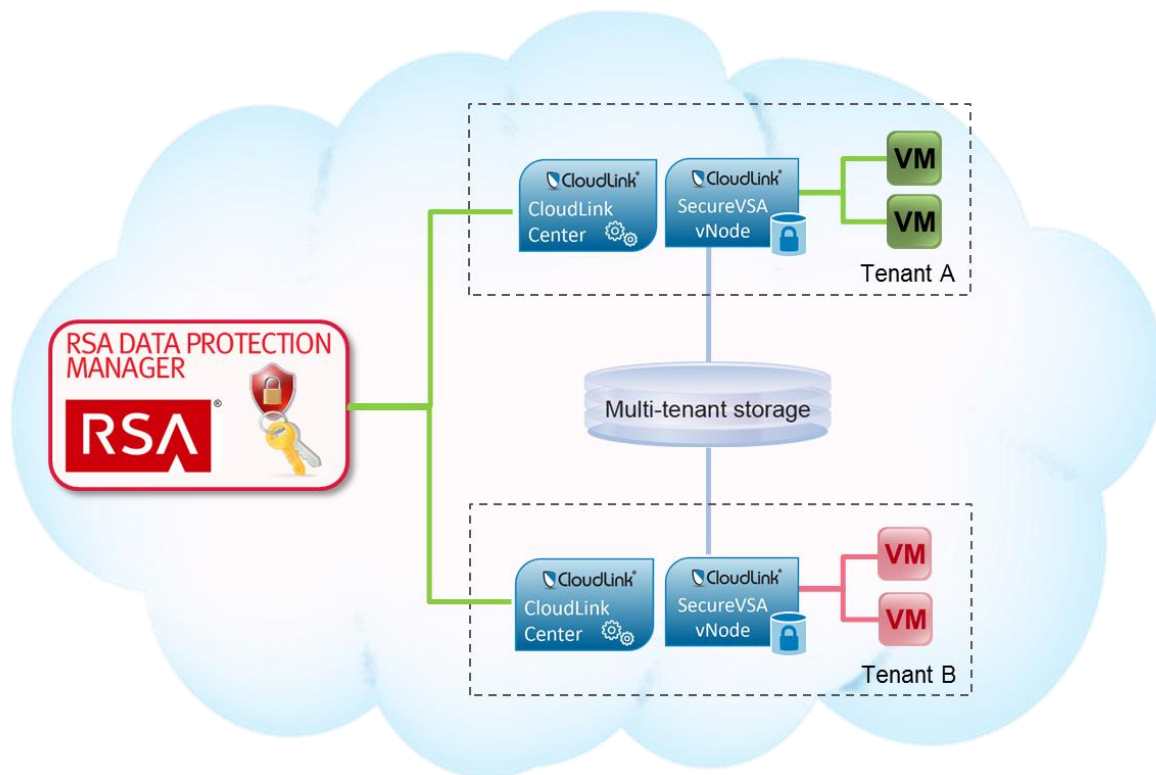 RSA DATA PROTECTION
MANAGER
RSA®
CloudLink®
CloudLink
Center
CloudLink®
SecureVSA
vNode
VM
VM
Tenant A
Multi-tenant storage
CloudLink®
CloudLink
Center
CloudLink®
SecureVSA
vNode
VM
VM
Tenant B